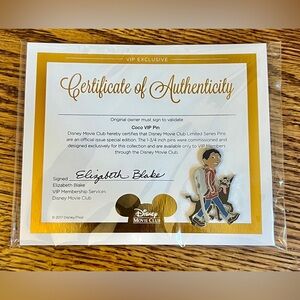 VIP EXCLUSIVE
Certificate of Authenticity
Original owner must sign to validate
Coco VIP Pin
Disney Movie Club hereby certifies that Disney Movie Club Limited Series Pins
are an official issue special edition. The 1 3/4 inch pins were commissioned and
designed exclusively for this collection and are available only to VIP Members
through the Disney Movie Club.
Signed Elizabeth Blake
Elizabeth Blake
VIP Membership Services
Disney Movie Club
Disney
MOVIE CLUB
© 2017 Disney/Pixar